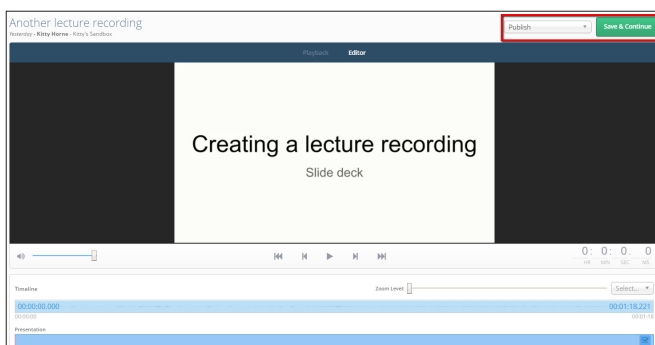 Another lecture recording
Yesterday - Kitty Horne - Kitty's Sandbox
Publish
Save & Continue
Playback Editor
Creating a lecture recording
Slide deck
0: 0: 0. 0
HR MIN SEC MS
Timeline
Zoom Level
Select...
00:00:00.000 00:01:18.221
00:00:00 00:01:18
Presentation